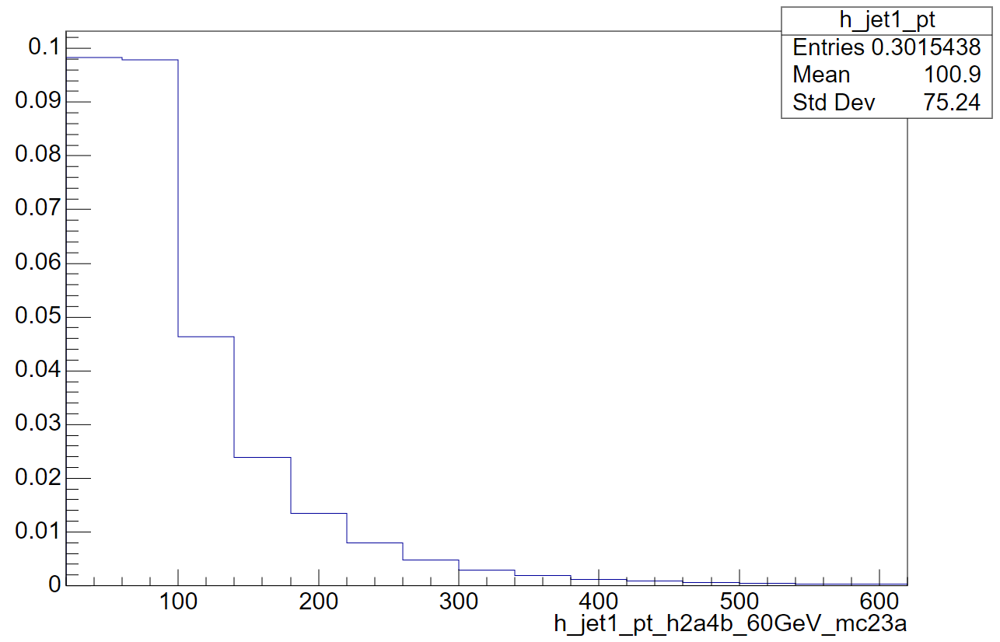 h_jet1_pt
Entries 0.3015438
Mean 100.9
Std Dev 75.24
0.1
0.09
0.08
0.07
0.06
0.05
0.04
0.03
0.02
0.01
0
100 200 300 400 500 600
h_jet1_pt_h2a4b_60GeV_mc23a